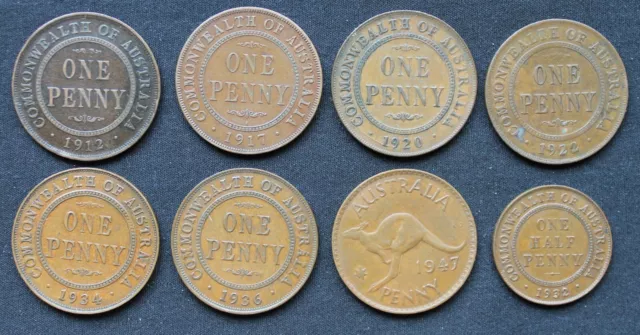 COMMONWEALTH OF AUSTRALIA
ONE
PENNY
· 1912 ·
COMMONWEALTH OF AUSTRALIA
ONE
PENNY
· 1917 ·
COMMONWEALTH OF AUSTRALIA
ONE
PENNY
· 1920 ·
COMMONWEALTH OF AUSTRALIA
ONE
PENNY
· 1922 ·
COMMONWEALTH OF AUSTRALIA
ONE
PENNY
· 1934 ·
COMMONWEALTH OF AUSTRALIA
ONE
PENNY
· 1936 ·
AUSTRALIA
1947
PENNY
COMMONWEALTH OF AUSTRALIA
ONE
HALF
PENNY
· 1932 ·